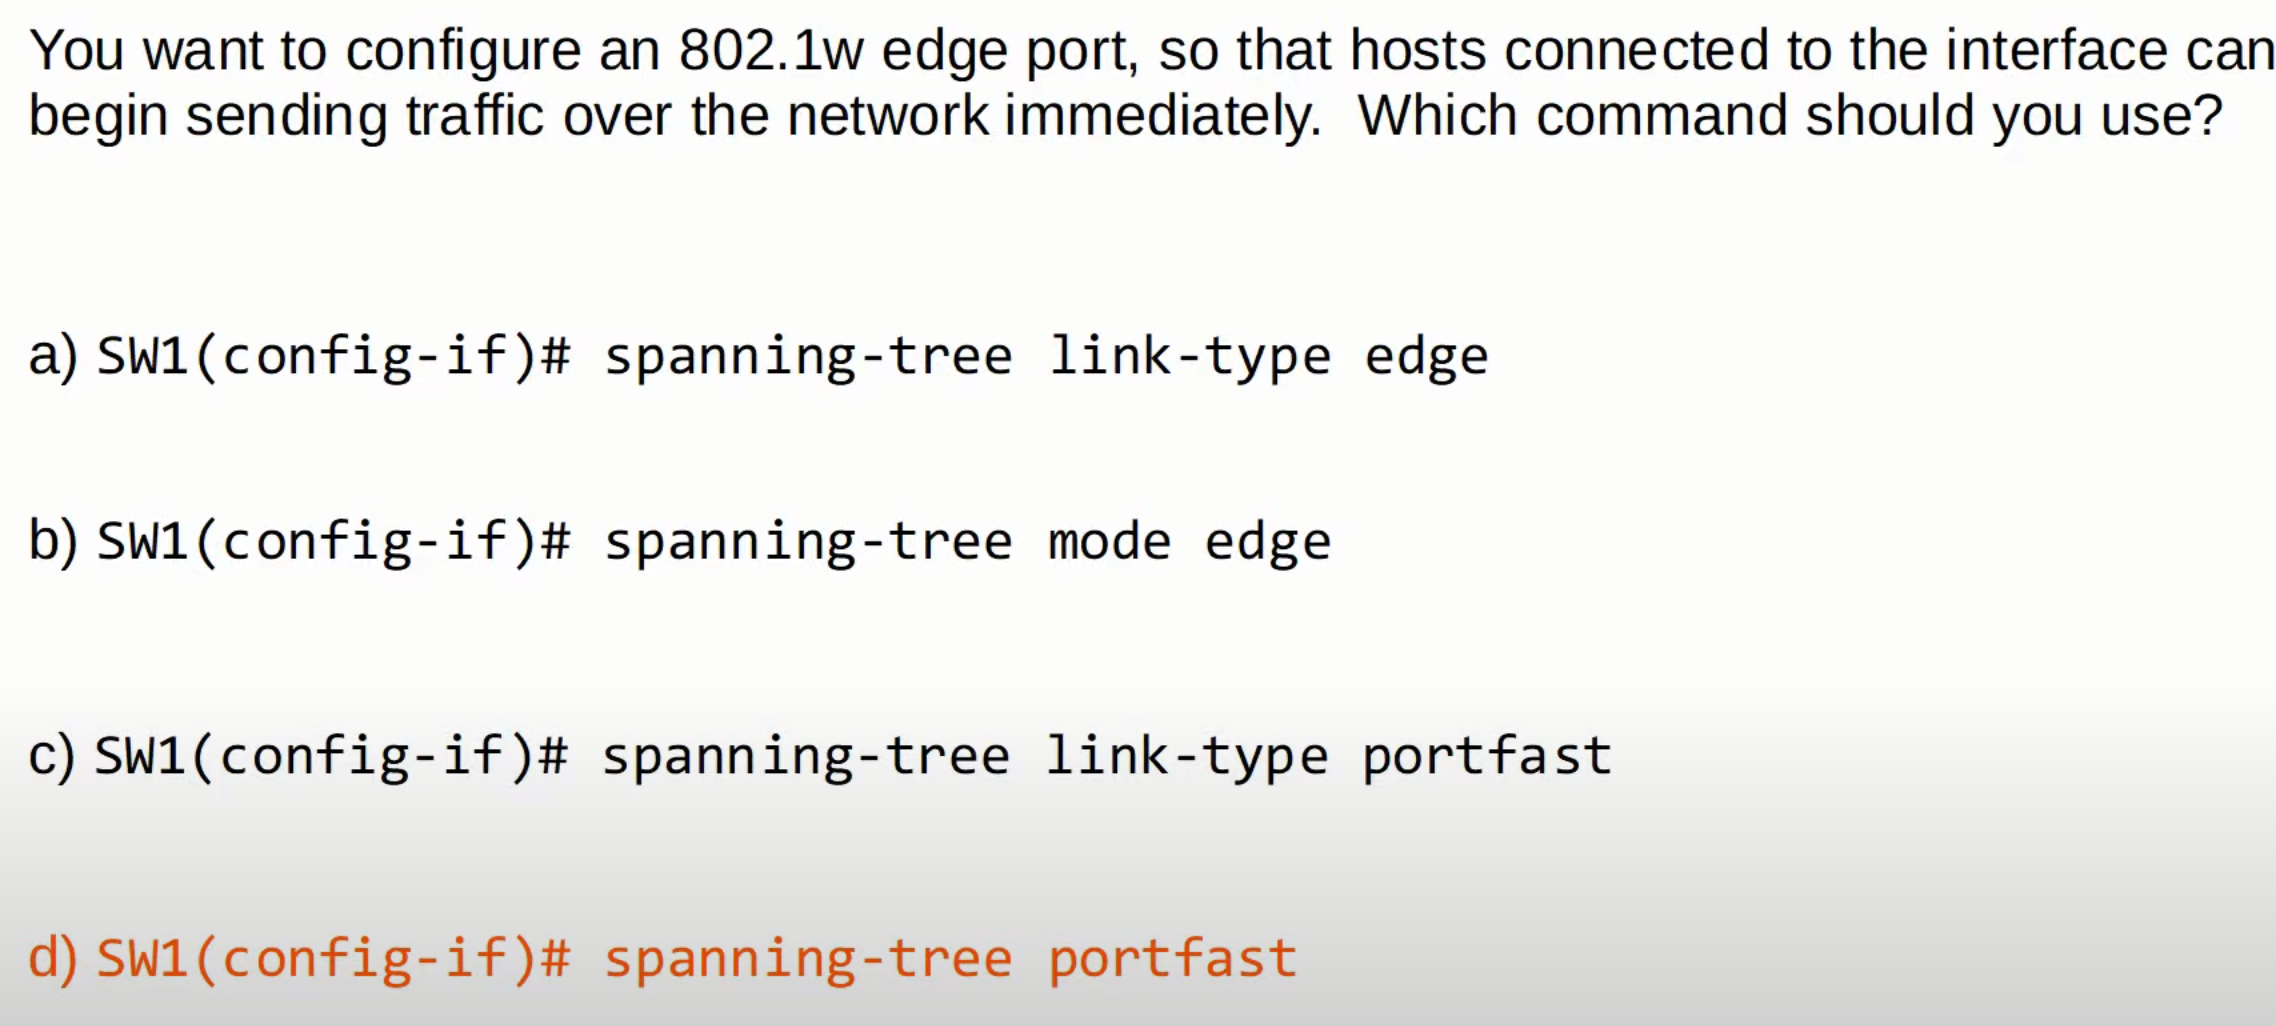 You want to configure an 802.1w edge port, so that hosts connected to the interface can
begin sending traffic over the network immediately.  Which command should you use?
a) SW1(config-if)# spanning-tree link-type edge
b) SW1(config-if)# spanning-tree mode edge
c) SW1(config-if)# spanning-tree link-type portfast
d) SW1(config-if)# spanning-tree portfast